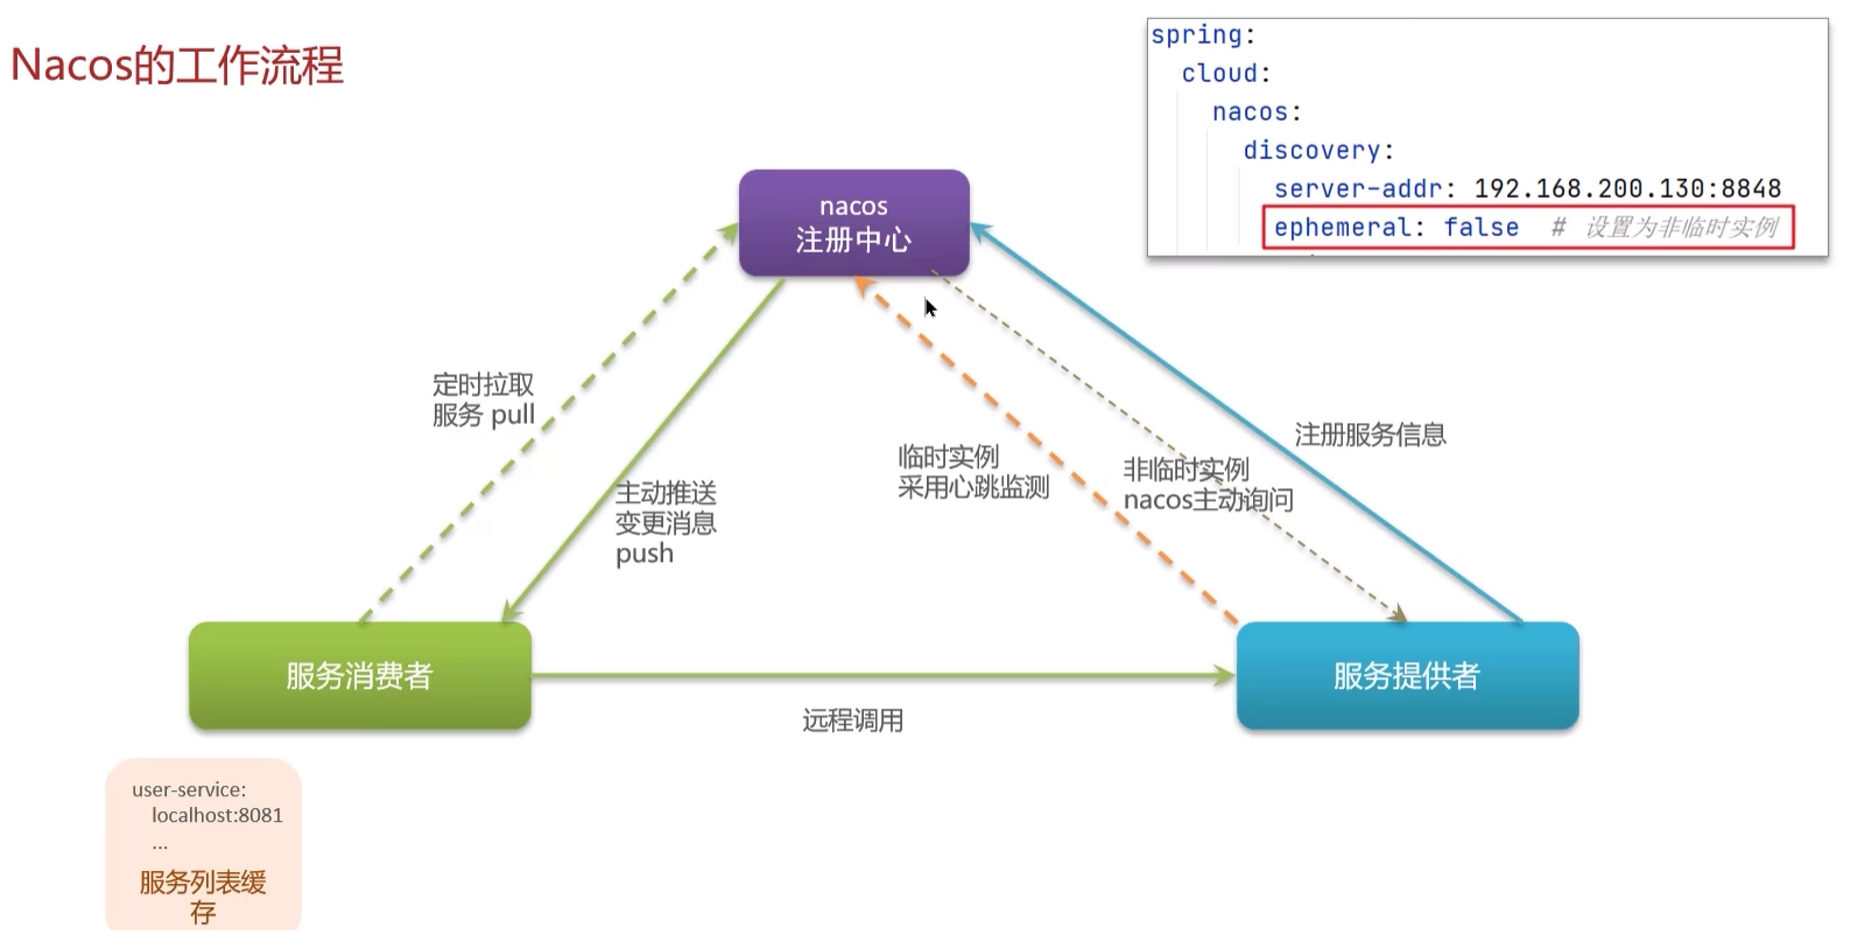 Nacos的工作流程
spring:
cloud:
nacos:
discovery:
server-addr: 192.168.200.130:8848
ephemeral: false # 设置为非临时实例
nacos
注册中心
定时拉取
服务 pull
主动推送
变更消息
push
临时实例
采用心跳监测
非临时实例
nacos主动询问
注册服务信息
服务消费者
远程调用
服务提供者
user-service:
localhost:8081
...
服务列表缓
存